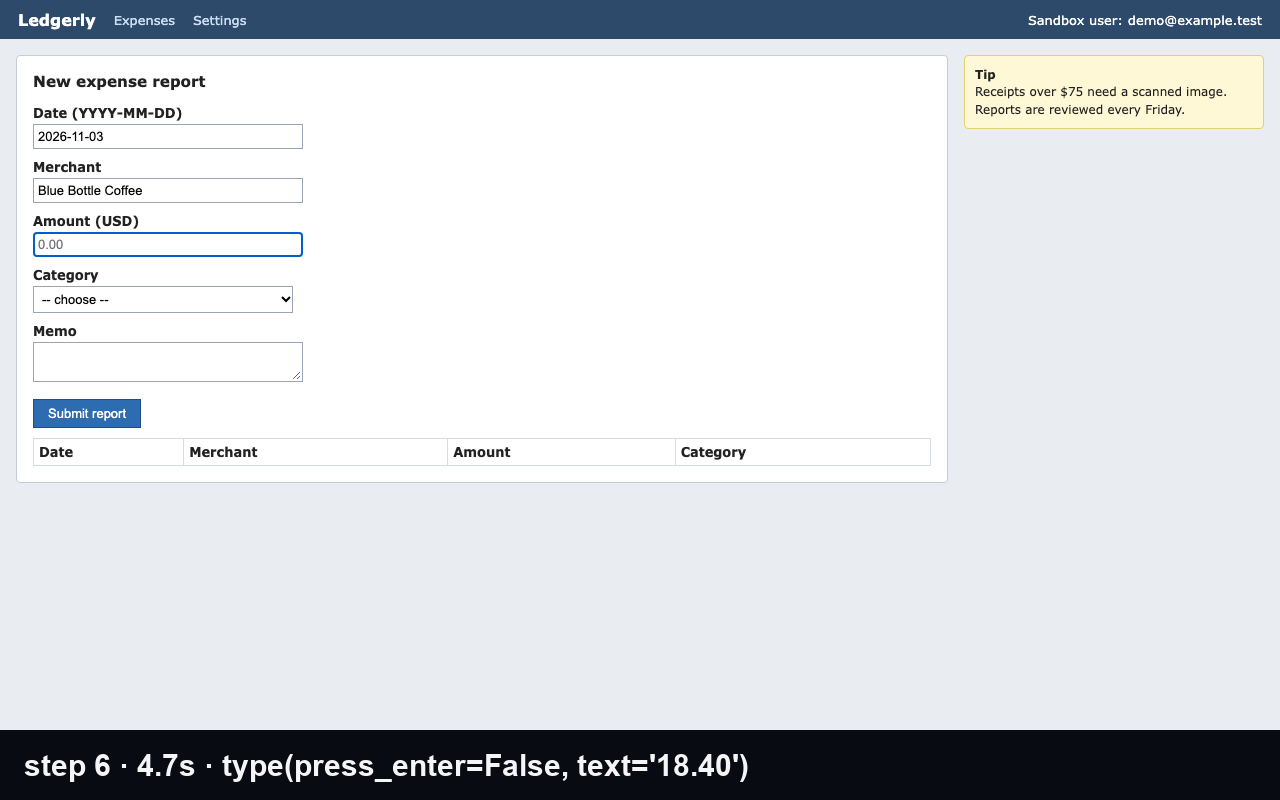 Ledgerly Expenses Settings Sandbox user: demo@example.test
New expense report
Date (YYYY-MM-DD)
2026-11-03
Merchant
Blue Bottle Coffee
Amount (USD)
0.00
Category
-- choose --
Memo
Submit report
Date Merchant Amount Category
Tip
Receipts over $75 need a scanned image.
Reports are reviewed every Friday.
step 6 · 4.7s · type(press_enter=False, text='18.40')